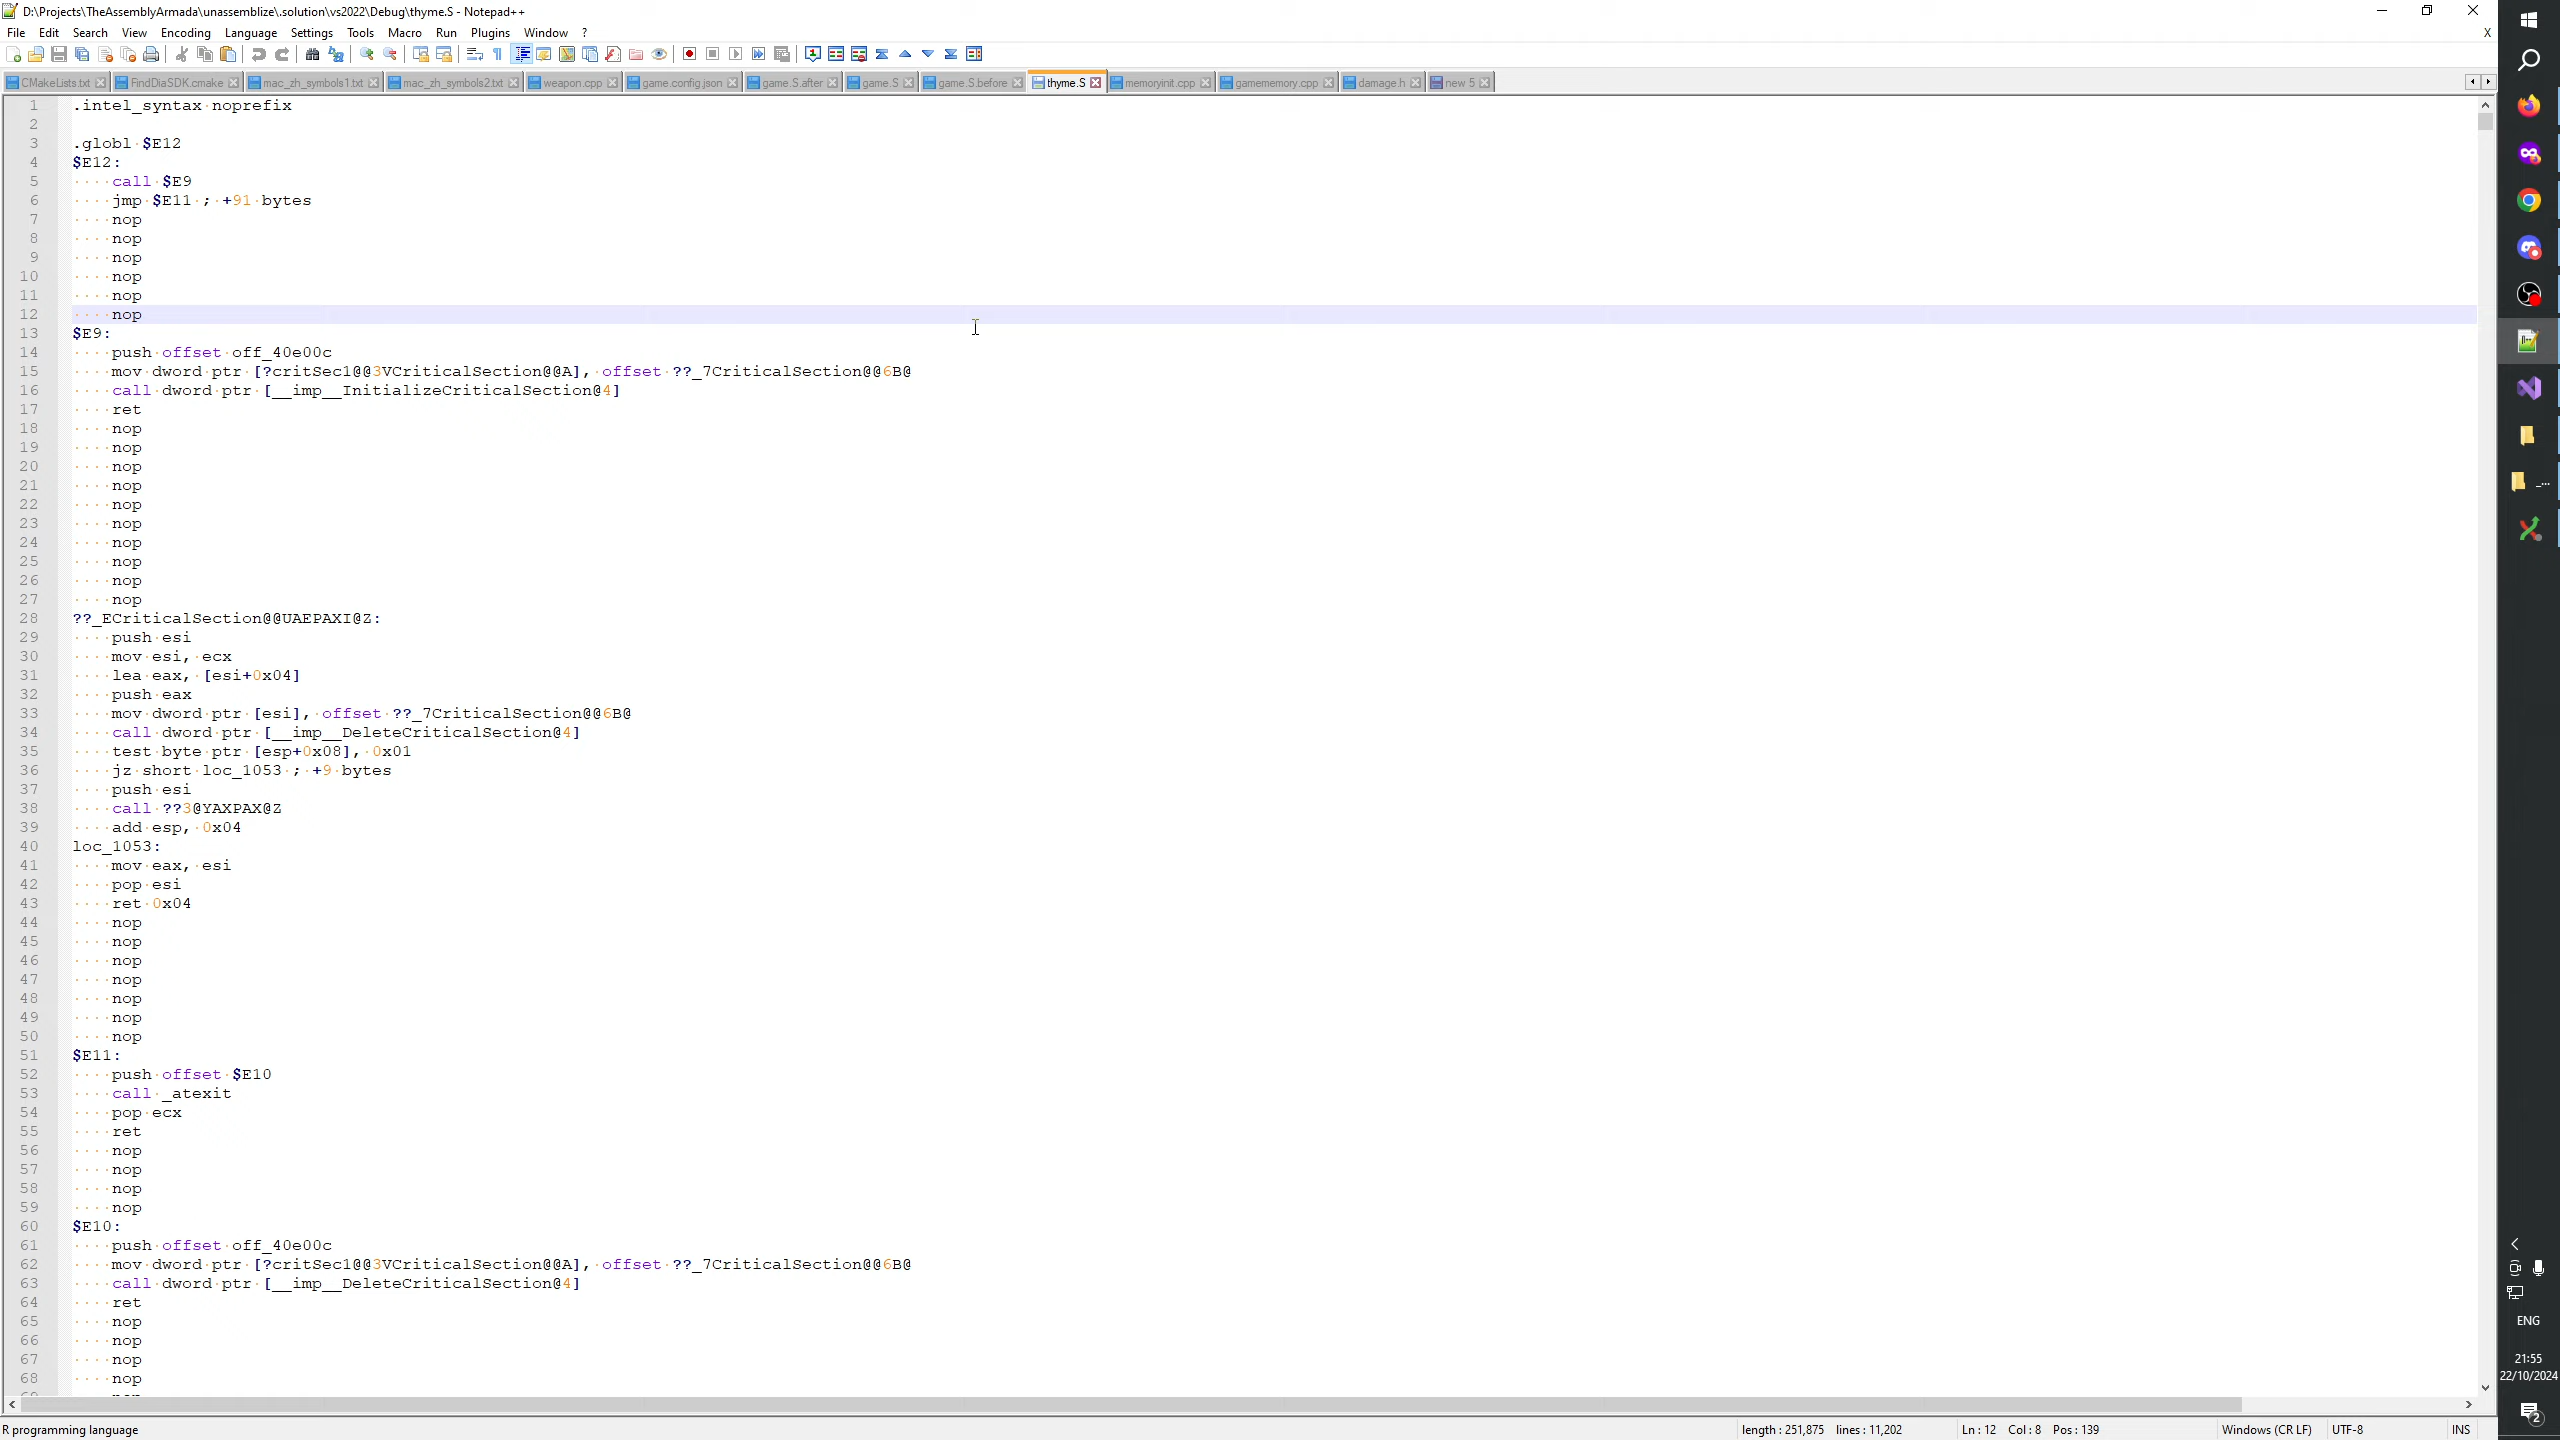 D:\Projects\TheAssemblyArmada\unassemblize\.solution\vs2022\Debug\thyme.S - Notepad++
File Edit Search View Encoding Language Settings Tools Macro Run Plugins Window ? X
CMakeLists.txt FindDiaSDK.cmake mac_zh_symbols1.txt mac_zh_symbols2.txt weapon.cpp game.config.json game.S.after game.S game.S.before thyme.S memoryinit.cpp gamememory.cpp damage.h new 5
1 .intel_syntax noprefix
2
3 .globl $E12
4 $E12:
5 call $E9
6 jmp $E11 ; +91 bytes
7 nop
8 nop
9 nop
10 nop
11 nop
12 nop
13 $E9:
14 push offset off_40e00c
15 mov dword ptr [?critSec1@@3VCriticalSection@@A], offset ??_7CriticalSection@@6B@
16 call dword ptr [__imp__InitializeCriticalSection@4]
17 ret
18 nop
19 nop
20 nop
21 nop
22 nop
23 nop
24 nop
25 nop
26 nop
27 nop
28 ??_ECriticalSection@@UAEPAXI@Z:
29 push esi
30 mov esi, ecx
31 lea eax, [esi+0x04]
32 push eax
33 mov dword ptr [esi], offset ??_7CriticalSection@@6B@
34 call dword ptr [__imp__DeleteCriticalSection@4]
35 test byte ptr [esp+0x08], 0x01
36 jz short loc_1053 ; +9 bytes
37 push esi
38 call ??3@YAXPAX@Z
39 add esp, 0x04
40 loc_1053:
41 mov eax, esi
42 pop esi
43 ret 0x04
44 nop
45 nop
46 nop
47 nop
48 nop
49 nop
50 nop
51 $E11:
52 push offset $E10
53 call _atexit
54 pop ecx
55 ret
56 nop
57 nop
58 nop
59 nop
60 $E10:
61 push offset off_40e00c
62 mov dword ptr [?critSec1@@3VCriticalSection@@A], offset ??_7CriticalSection@@6B@
63 call dword ptr [__imp__DeleteCriticalSection@4]
64 ret
65 nop
66 nop
67 nop
68 nop
R programming language length : 251,875 lines : 11,202 Ln : 12 Col : 8 Pos : 139 Windows (CR LF) UTF-8 INS
ENG
21:55
22/10/2024
2